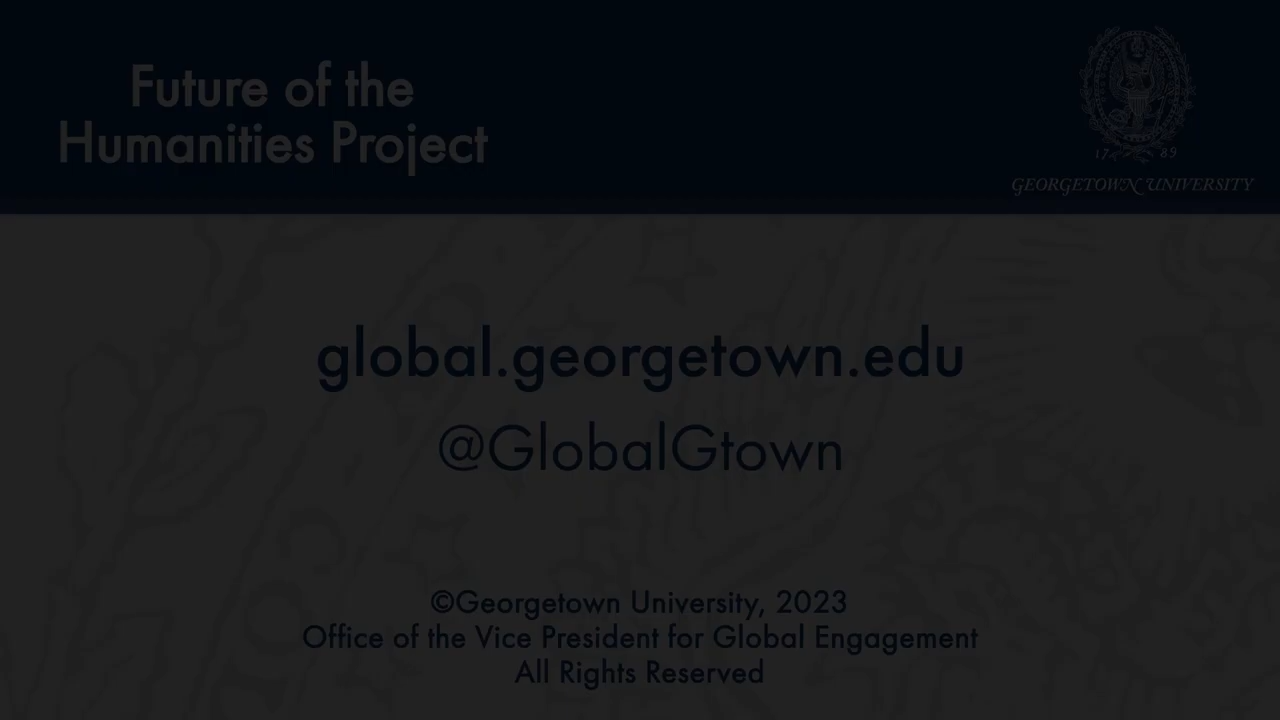 Future of the
Humanities Project
17 89
GEORGETOWN UNIVERSITY
global.georgetown.edu
@GlobalGtown
©Georgetown University, 2023
Office of the Vice President for Global Engagement
All Rights Reserved